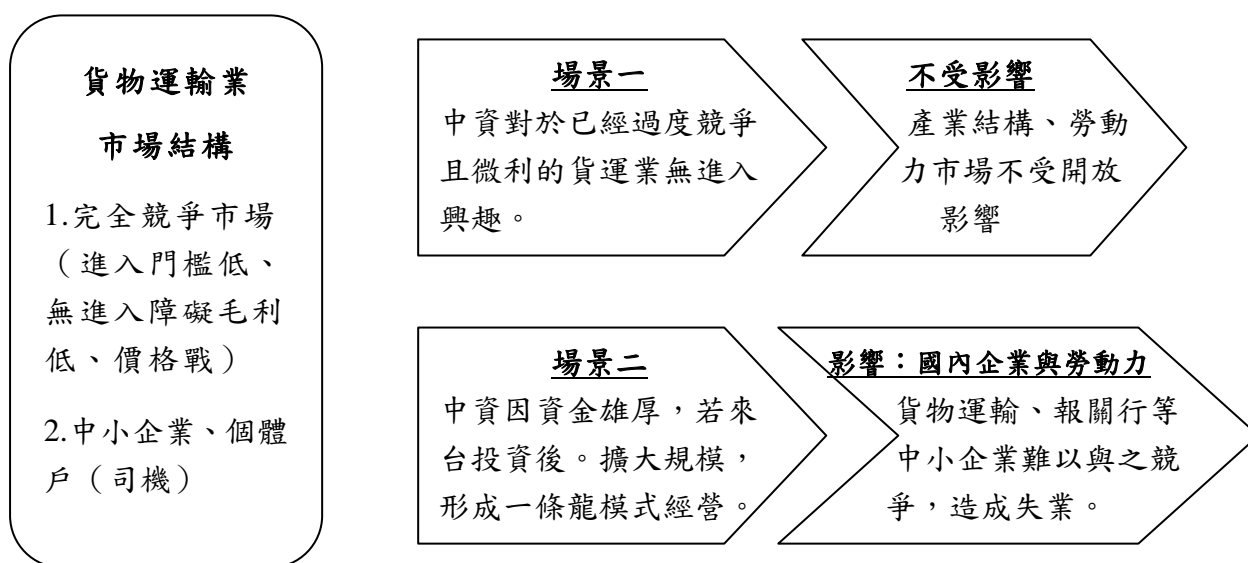 貨物運輸業
市場結構
1.完全競爭市場
（進入門檻低、
無進入障礙毛利
低、價格戰）
2.中小企業、個體
戶（司機）
場景一
中資對於已經過度競爭
且微利的貨運業無進入
興趣。
不受影響
產業結構、勞動
力市場不受開放
影響
場景二
中資因資金雄厚，若來
台投資後。擴大規模，
形成一條龍模式經營。
影響：國內企業與勞動力
貨物運輸、報關行等
中小企業難以與之競
爭，造成失業。